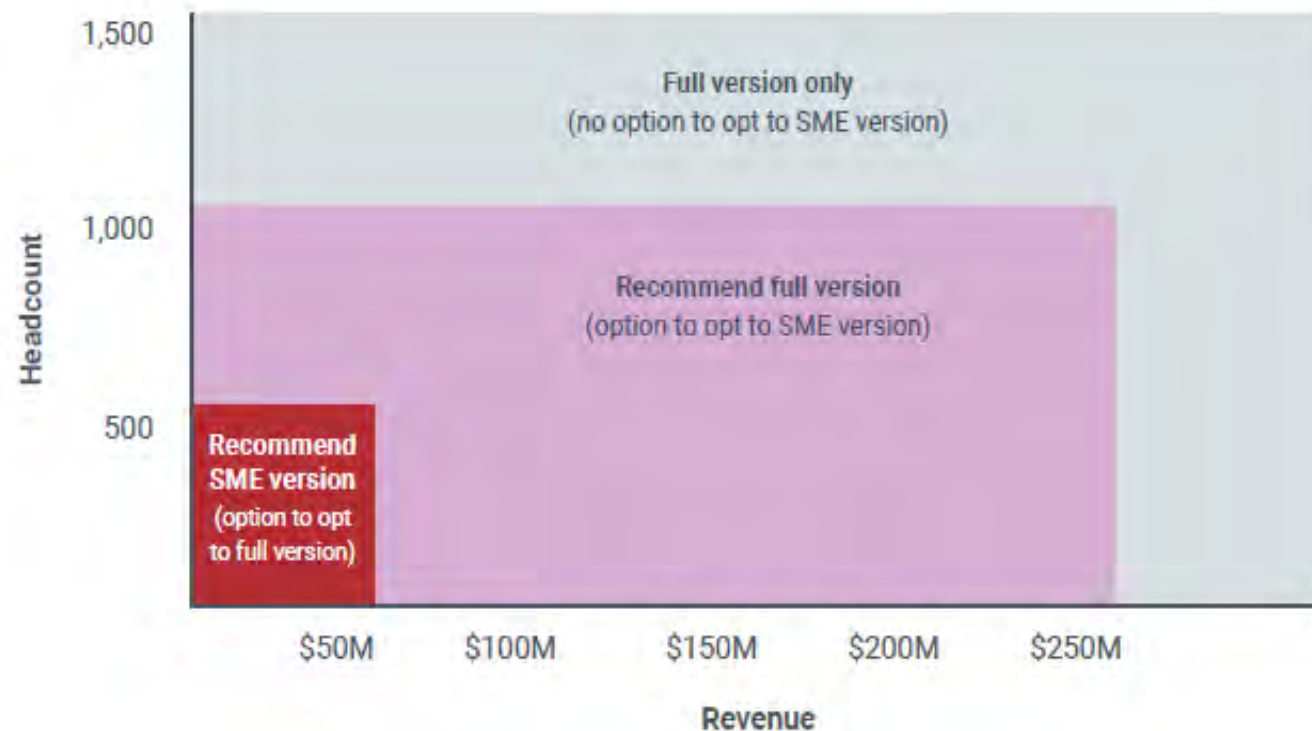 1,500
Full version only
(no option to opt to SME version)
1,000
Headcount
Recommend full version
(option to opt to SME version)
500
Recommend
SME version
(option to opt
to full version)
$50M
$100M
$150M
$200M
$250M
Revenue